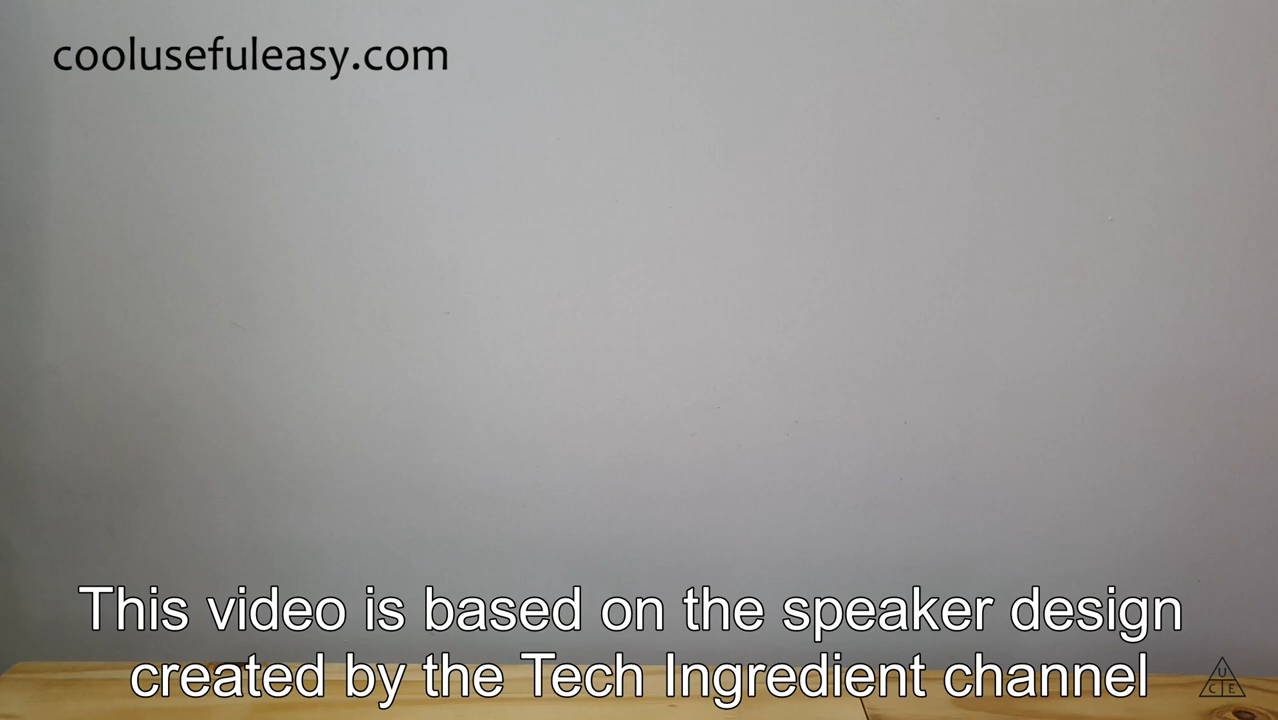 coolusefuleasy.com
This video is based on the speaker design
created by the Tech Ingredient channel
U
C E